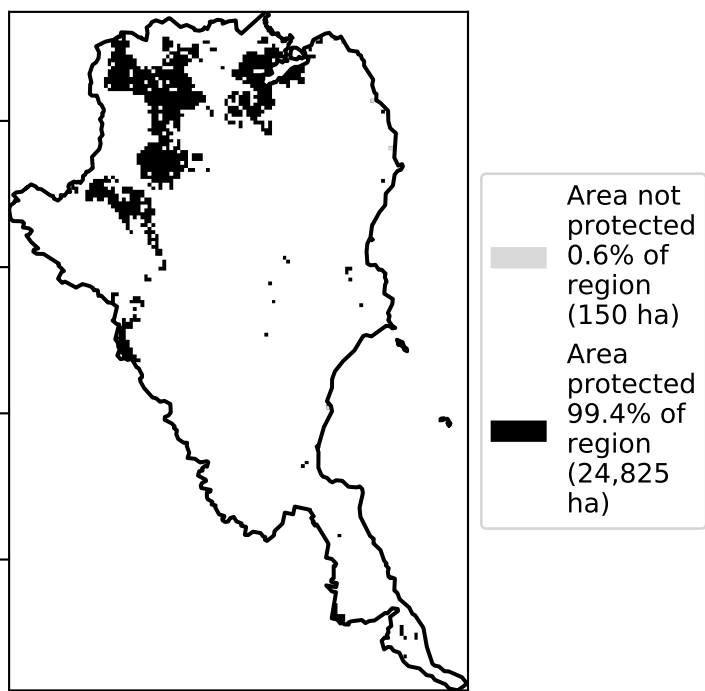 Area not
protected
0.6% of
region
(150 ha)
Area
protected
99.4% of
region
(24,825
ha)